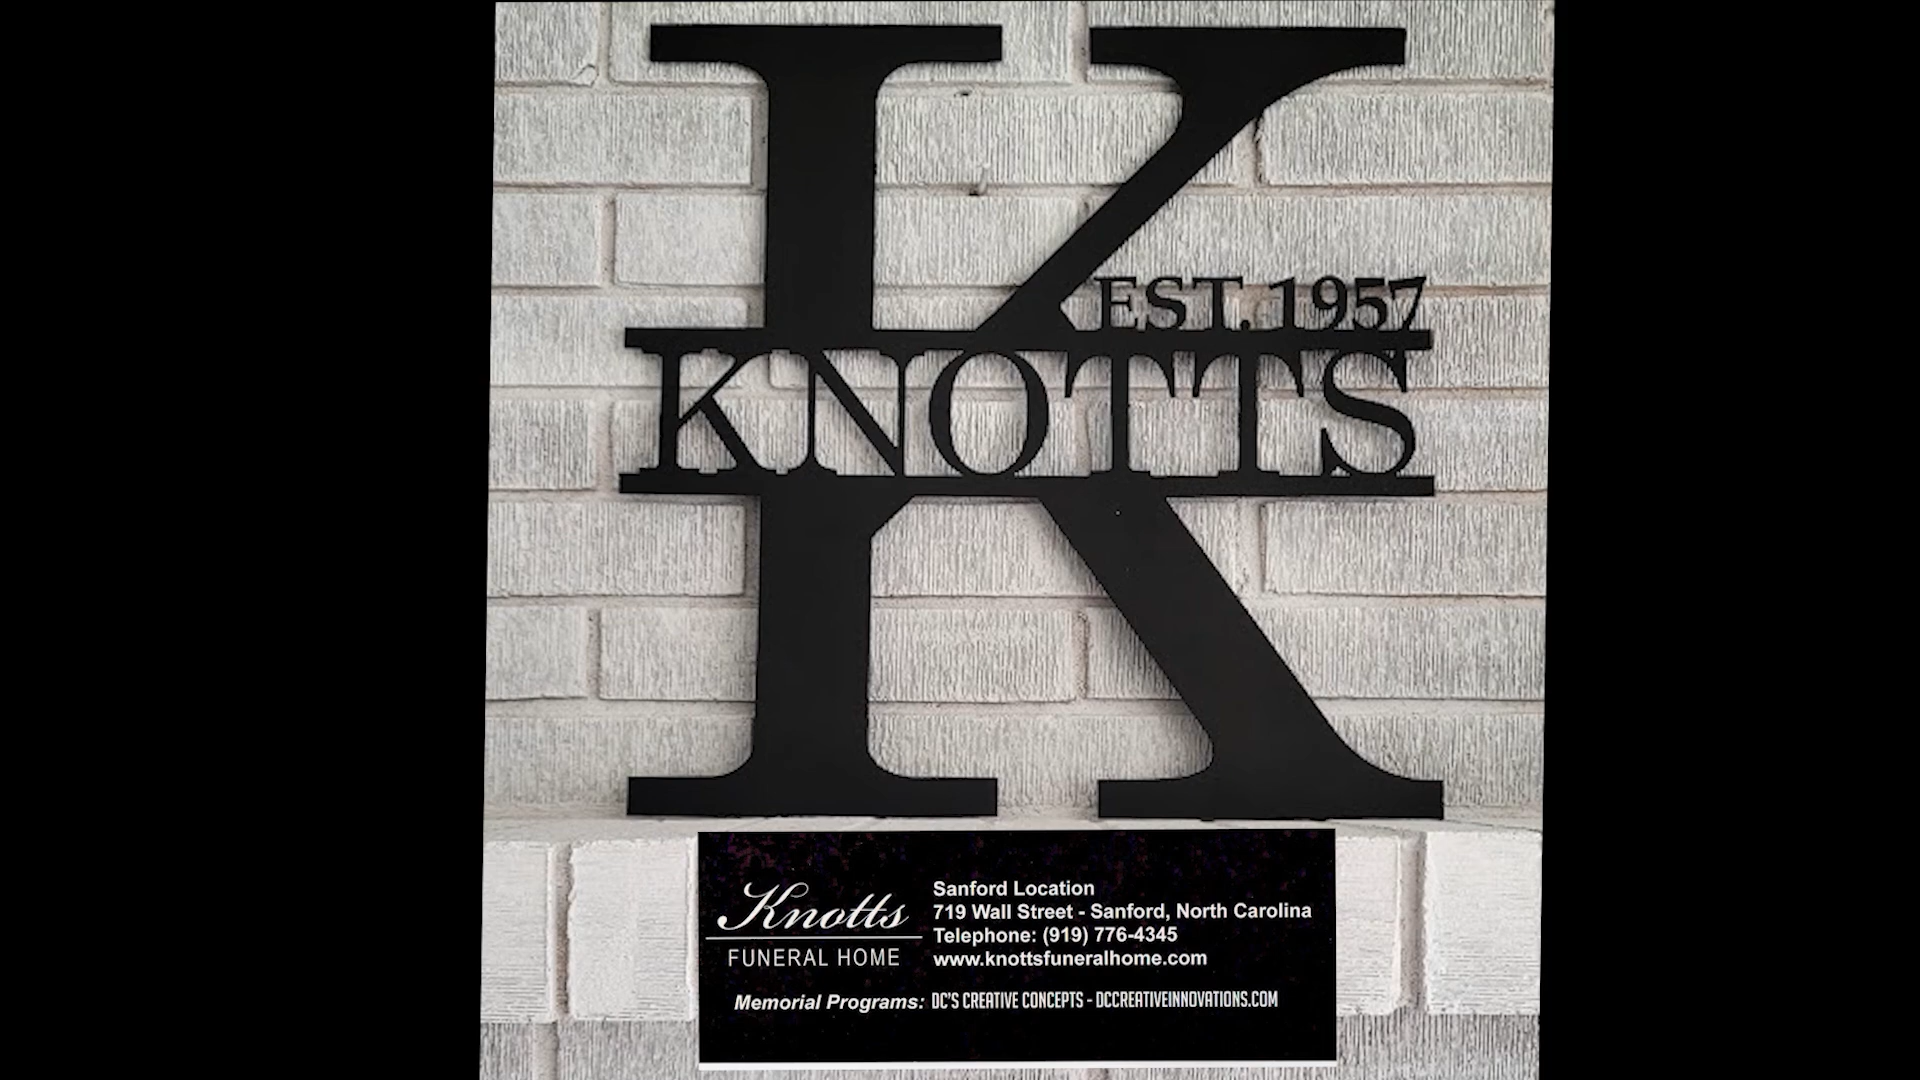 K
EST. 1957
KNOTTS
Knotts
FUNERAL HOME
Sanford Location
719 Wall Street - Sanford, North Carolina
Telephone: (919) 776-4345
www.knottsfuneralhome.com
Memorial Programs: DC'S CREATIVE CONCEPTS - DCCREATIVEINNOVATIONS.COM